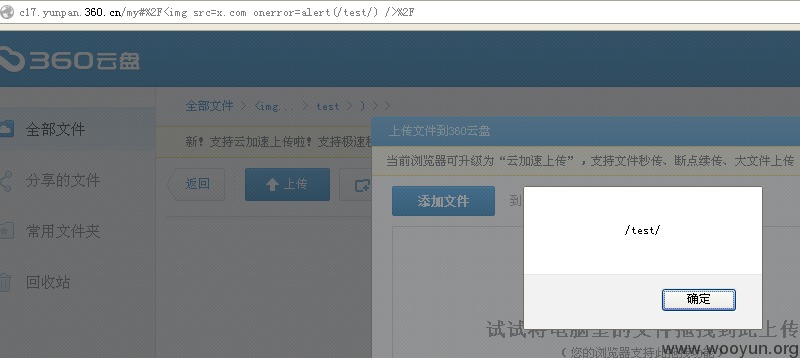 c17.yunpan.360.cn/my#%2F<img src=x.com onerror=alert(/test/) />%2F
360云盘
全部文件 > <img... > test > ) > >
上传文件到360云盘
全部文件
新！支持云加速上传啦！支持极速秒
当前浏览器可升级为“云加速上传”，支持文件秒传、断点续传、大文件上传
分享的文件
返回
上传
添加文件
到
/test/
常用文件夹
回收站
确定
试试将电脑里的文件拖拽到此上传
（您的浏览器支持此
www.wooyun.org